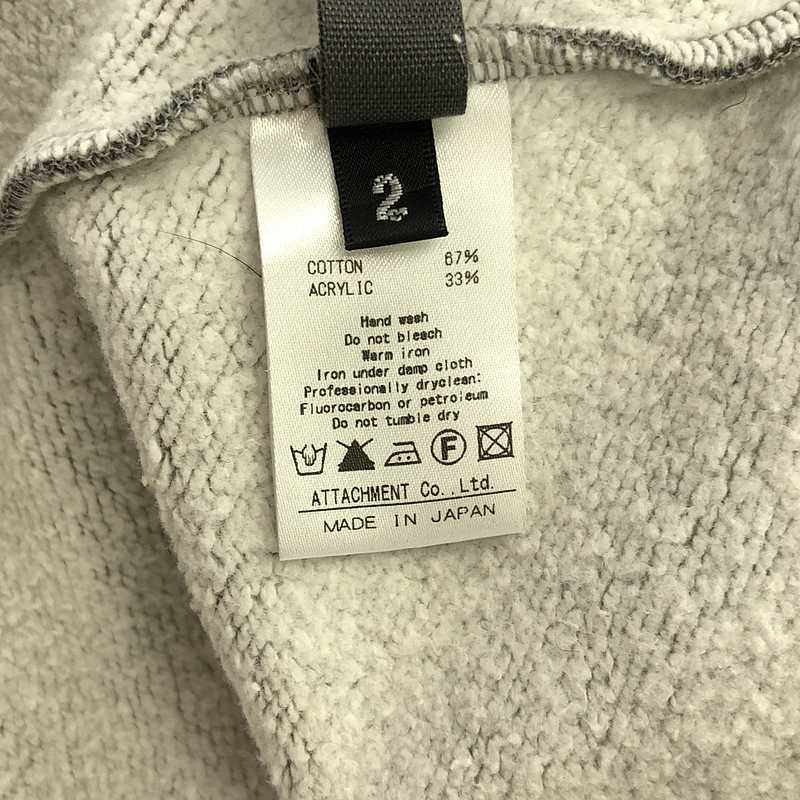 2
COTTON 67%
ACRYLIC 33%
Hand wash
Do not bleach
Warm iron
Iron under damp cloth
Professionally dryclean:
Fluorocarbon or petroleum
Do not tumble dry
F
ATTACHMENT Co.,Ltd.
MADE IN JAPAN